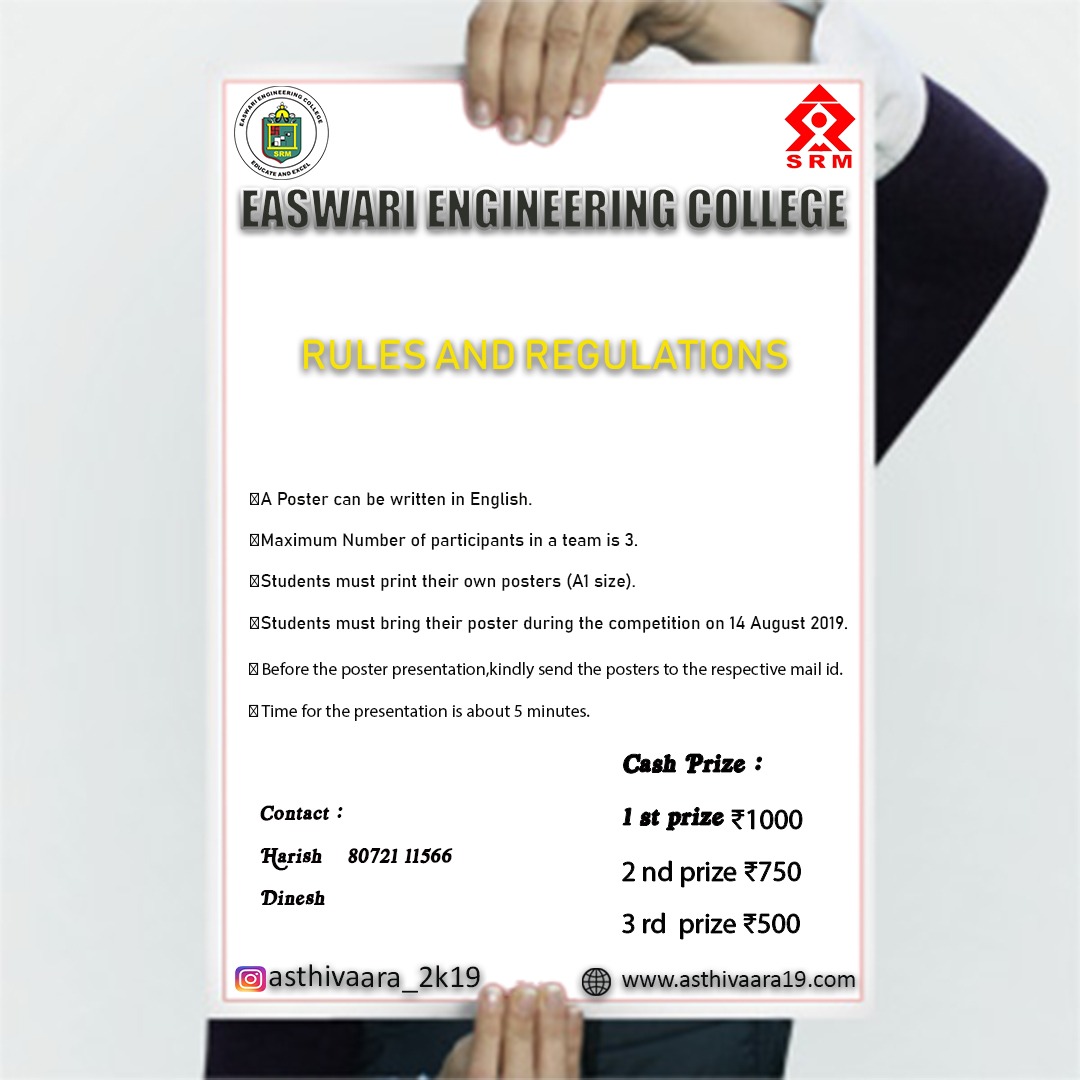 EASWARI ENGINEERING COLLEGE
SRM
EDUCATE AND EXCEL
SRM
EASWARI ENGINEERING COLLEGE
RULES AND REGULATIONS
A Poster can be written in English.
Maximum Number of participants in a team is 3.
Students must print their own posters (A1 size).
Students must bring their poster during the competition on 14 August 2019.
Before the poster presentation,kindly send the posters to the respective mail id.
Time for the presentation is about 5 minutes.
Cash Prize :
1 st prize ₹1000
2 nd prize ₹750
3 rd prize ₹500
Contact :
Harish 80721 11566
Dinesh
asthivaara_2k19
www.asthivaara19.com